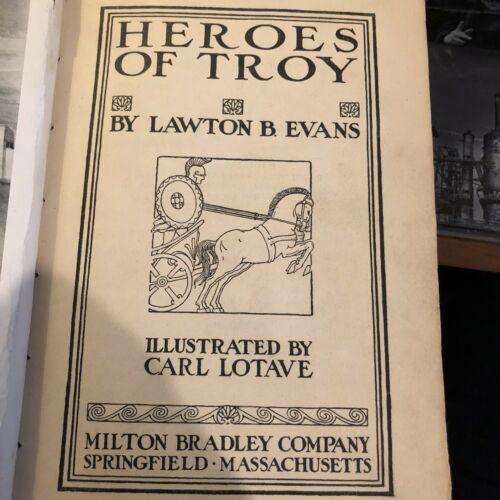 HEROES
OF TROY
BY LAWTON B. EVANS
ILLUSTRATED BY
CARL LOTAVE
MILTON BRADLEY COMPANY
SPRINGFIELD · MASSACHUSETTS